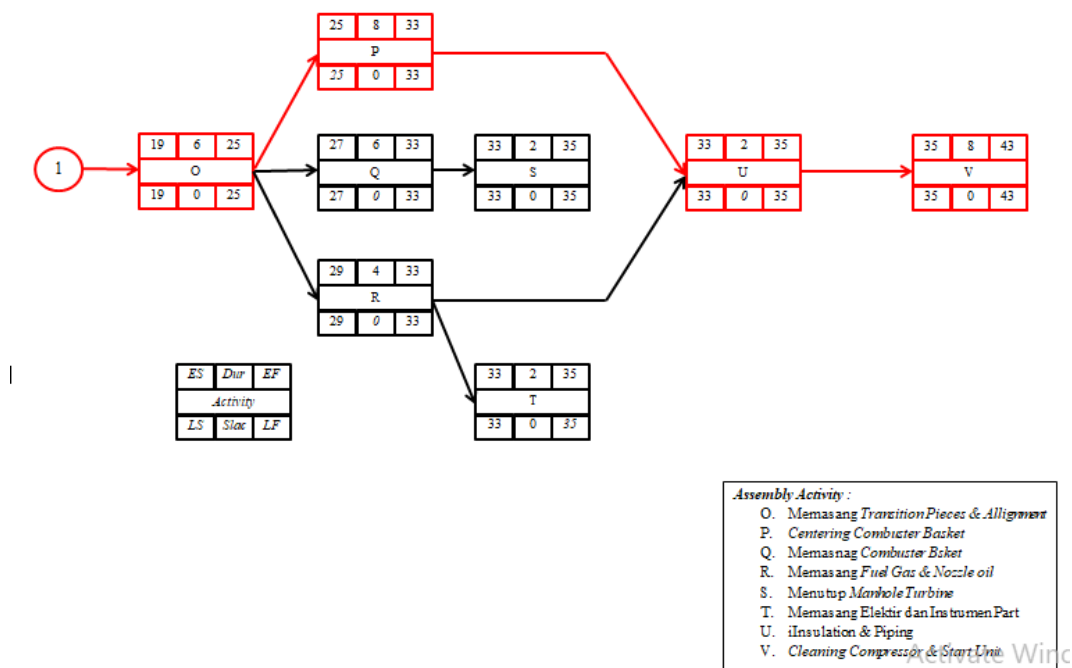 25 8 33
P
25 0 33
1
19 6 25
O
19 0 25
27 6 33
Q
27 0 33
33 2 35
S
33 0 35
33 2 35
U
33 0 35
35 8 43
V
35 0 43
29 4 33
R
29 0 33
ES Dur EF
Activity
LS Slac LF
33 2 35
T
33 0 35
Assembly Activity :
O. Memasang Transition Pieces & Allignment
P. Centering Combuster Basket
Q. Memasnag Combuster Bsket
R. Memasang Fuel Gas & Nozzle oil
S. Menutup Manhole Turbine
T. Memasang Elektir dan Instrumen Part
U. iInsulation & Piping
V. Cleaning Compressor & Start Unit
Activate Wind